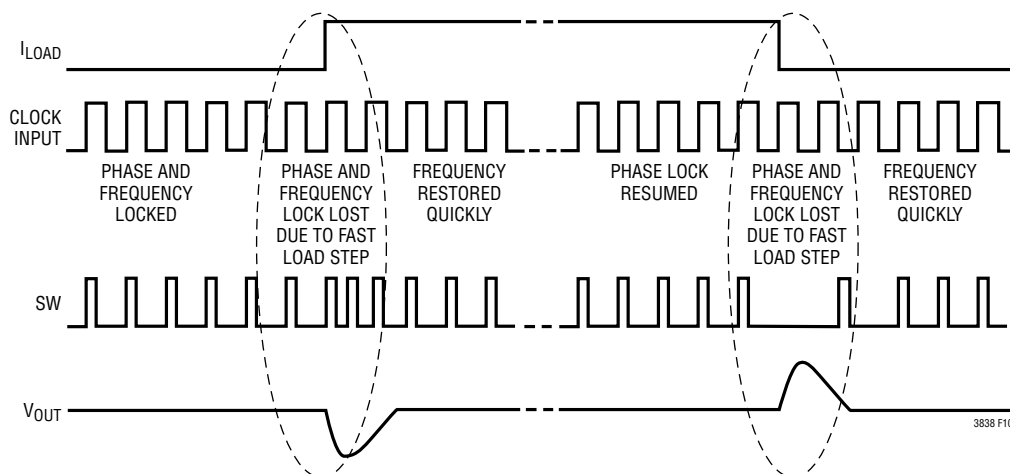 ILOAD
CLOCK
INPUT
PHASE AND
FREQUENCY
LOCKED
PHASE AND
FREQUENCY
LOCK LOST
DUE TO FAST
LOAD STEP
FREQUENCY
RESTORED
QUICKLY
PHASE LOCK
RESUMED
PHASE AND
FREQUENCY
LOCK LOST
DUE TO FAST
LOAD STEP
FREQUENCY
RESTORED
QUICKLY
SW
VOUT
3838 F10